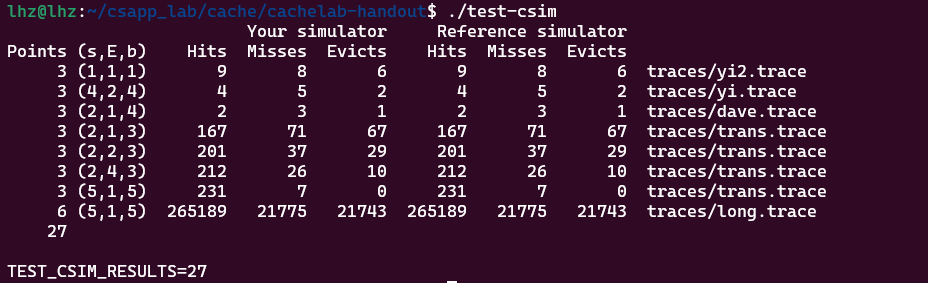 lhz@lhz:~/csapp_lab/cache/cachelab-handout$ ./test-csim
Your simulator Reference simulator
Points (s,E,b) Hits Misses Evicts Hits Misses Evicts
3 (1,1,1) 9 8 6 9 8 6 traces/yi2.trace
3 (4,2,4) 4 5 2 4 5 2 traces/yi.trace
3 (2,1,4) 2 3 1 2 3 1 traces/dave.trace
3 (2,1,3) 167 71 67 167 71 67 traces/trans.trace
3 (2,2,3) 201 37 29 201 37 29 traces/trans.trace
3 (2,4,3) 212 26 10 212 26 10 traces/trans.trace
3 (5,1,5) 231 7 0 231 7 0 traces/trans.trace
6 (5,1,5) 265189 21775 21743 265189 21775 21743 traces/long.trace
27
TEST_CSIM_RESULTS=27